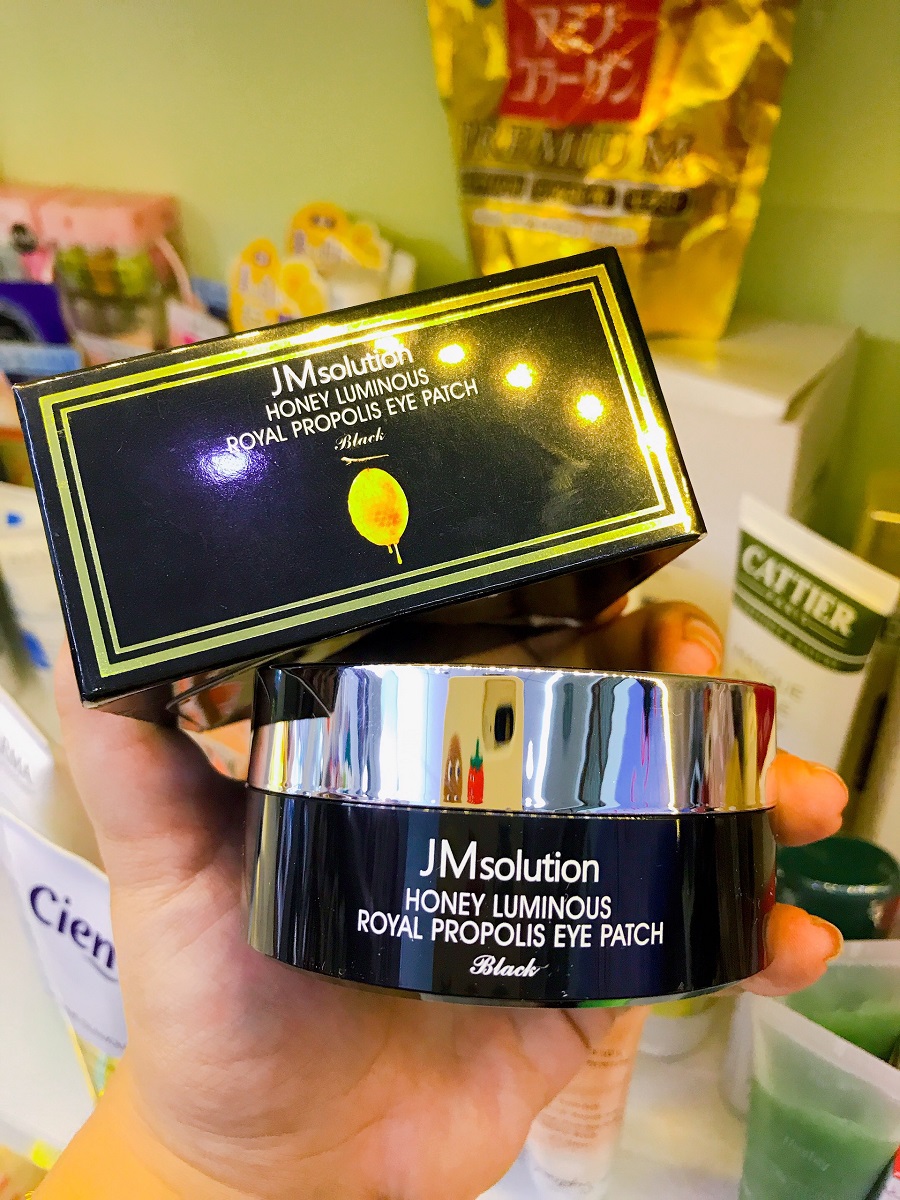 アミノ
コラーゲン
PREMIUM
JMsolution
HONEY LUMINOUS
ROYAL PROPOLIS EYE PATCH
Black
CATTIER
PARIS
JMsolution
HONEY LUMINOUS
ROYAL PROPOLIS EYE PATCH
Black
Cien